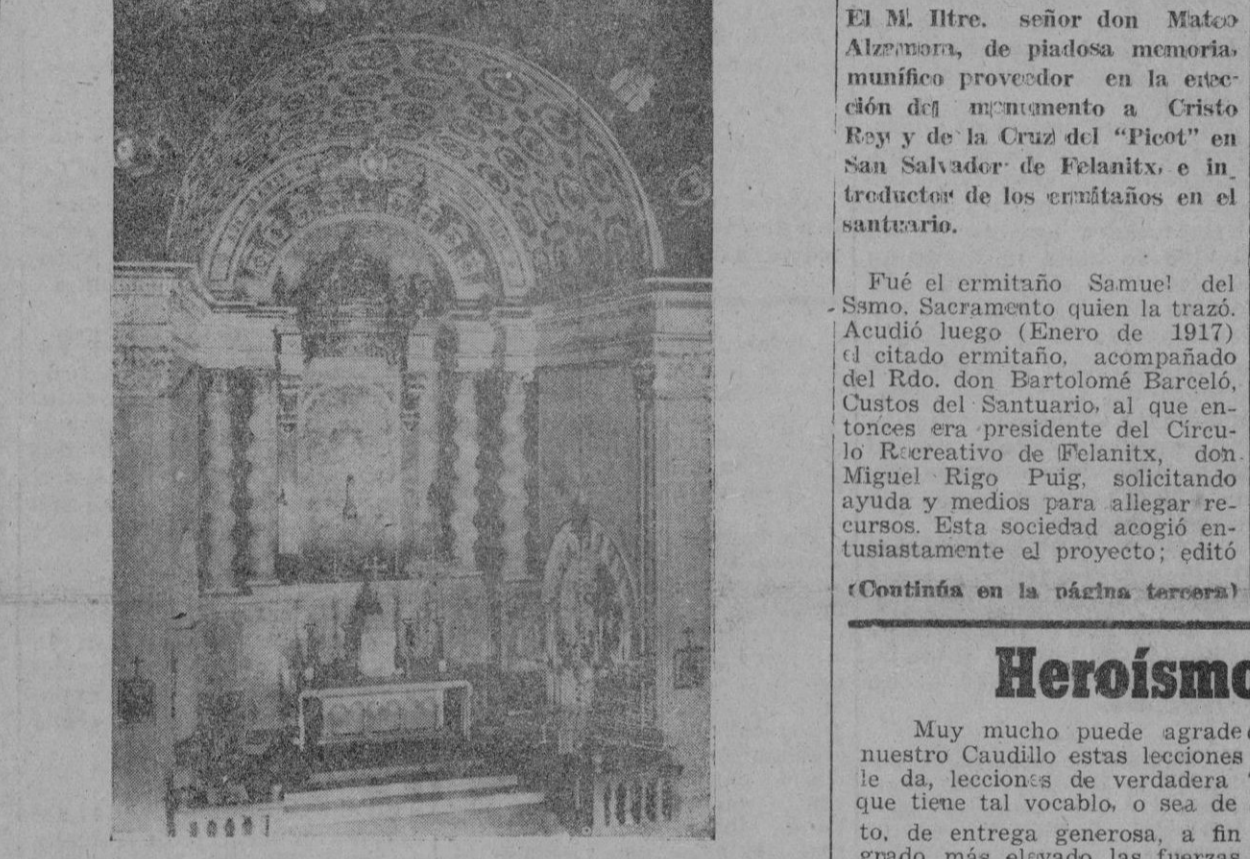 El M. Iltre. señor don Mateo
Alzamora, de piadosa memoria,
munífico proveedor en la erec-
ción del monumento a Cristo
Rey y de la Cruz del “Picot” en
San Salvador de Felanitx, e in-
troductor de los ermitaños en el
santuario.
Fué el ermitaño Samuel del
Ssmo. Sacramento quien la trazó.
Acudió luego (Enero de 1917)
el citado ermitaño, acompañado
del Rdo. don Bartolomé Barceló,
Custos del Santuario, al que en-
tonces era presidente del Círcu-
lo Recreativo de Felanitx, don
Miguel Rigo Puig, solicitando
ayuda y medios para allegar re-
cursos. Esta sociedad acogió en-
tusiastamente el proyecto; editó
(Continúa en la página tercera)
Heroísmo
Muy mucho puede agrade
nuestro Caudillo estas lecciones
le da, lecciones de verdadera
que tiene tal vocablo, o sea de
to, de entrega generosa, a fin
grado más elevado las fuerzas